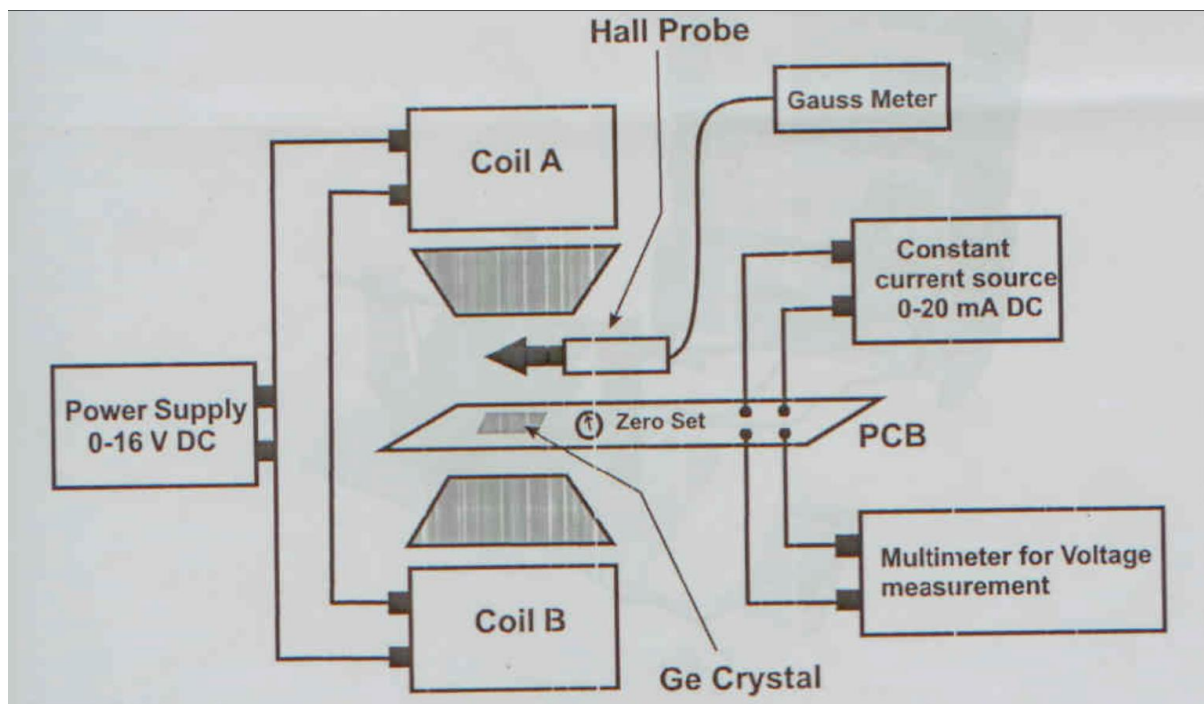 Hall Probe
Gauss Meter
Coil A
Constant
current source
0-20 mA DC
Power Supply
0-16 V DC
Zero Set
PCB
Multimeter for Voltage
measurement
Coil B
Ge Crystal